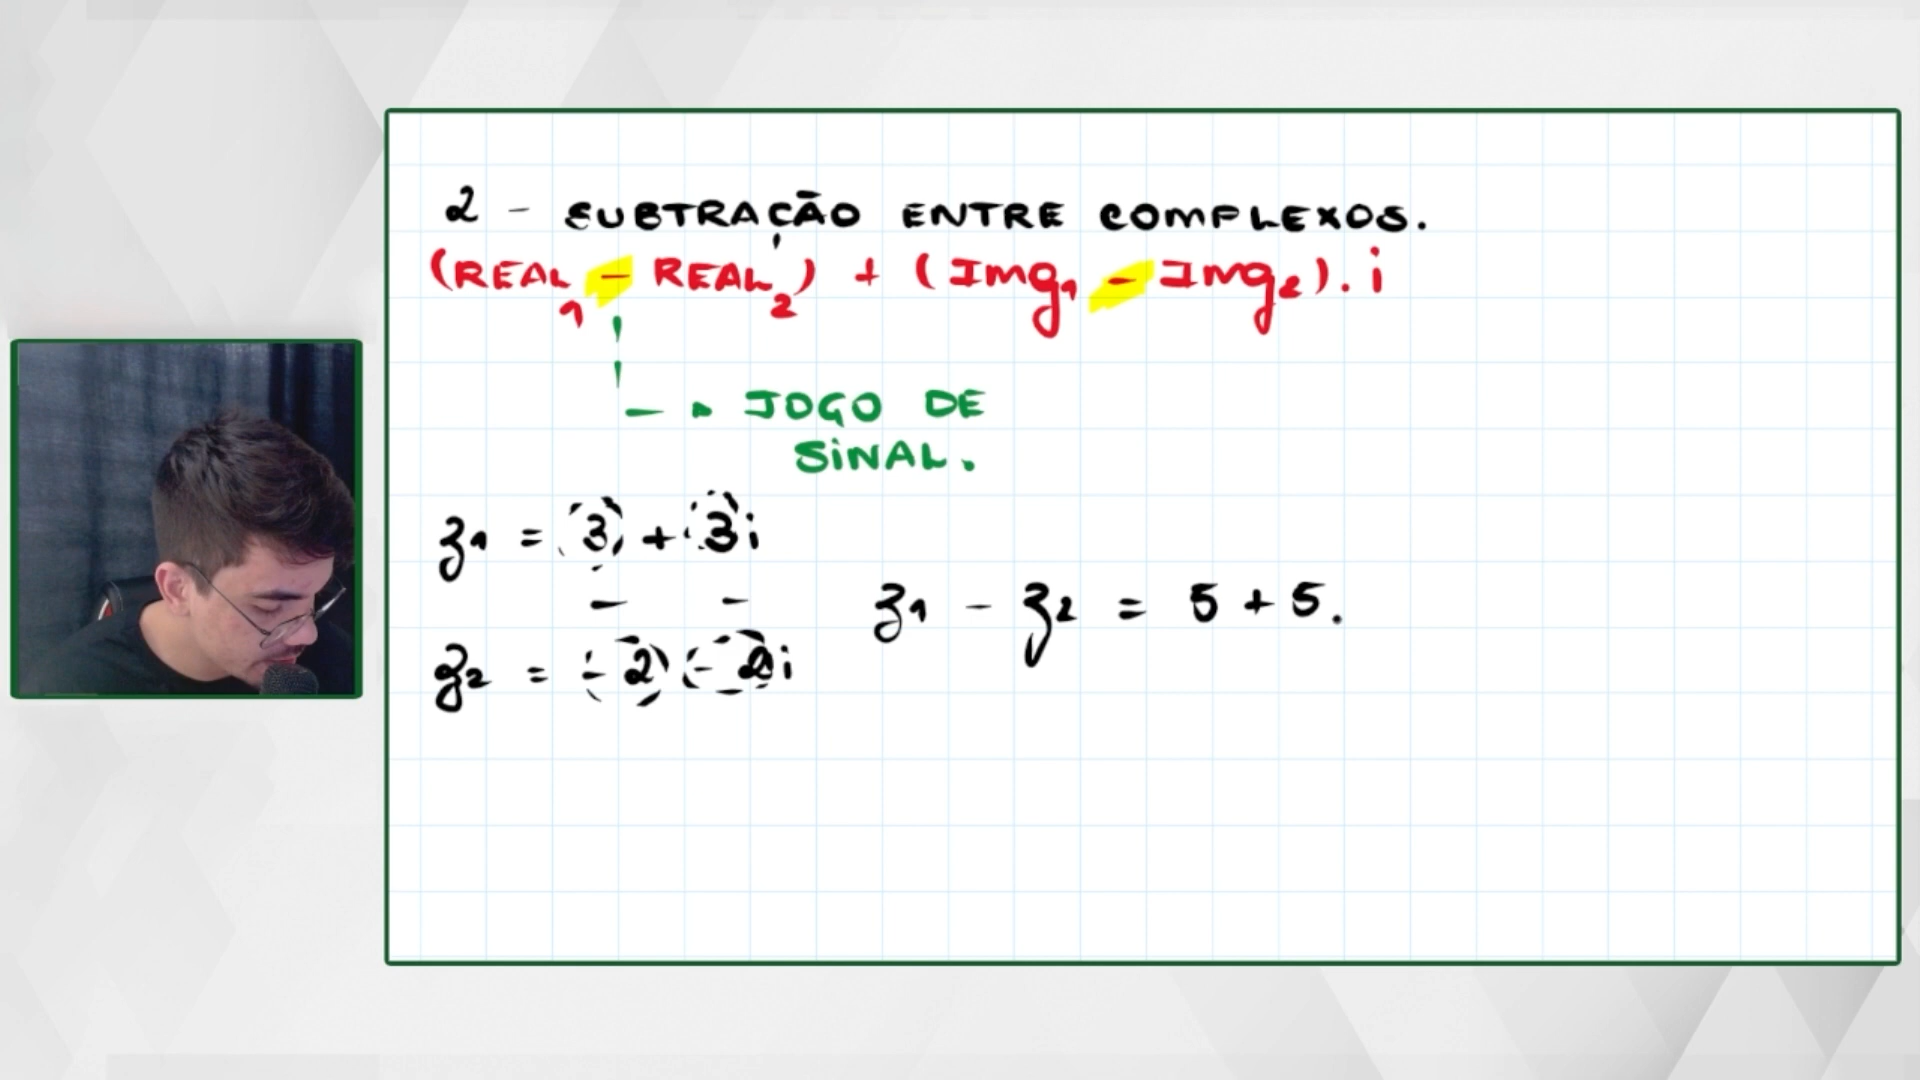 2 - SUBTRAÇÃO ENTRE COMPLEXOS.
(REAL₁ - REAL₂) + (Img₁ - Img₂). i
JOGO DE
SINAL.
z₁ = 3 + 3i
- -
z₁ - z₂ = 5 + 5.
z₂ = - 2 - 2i